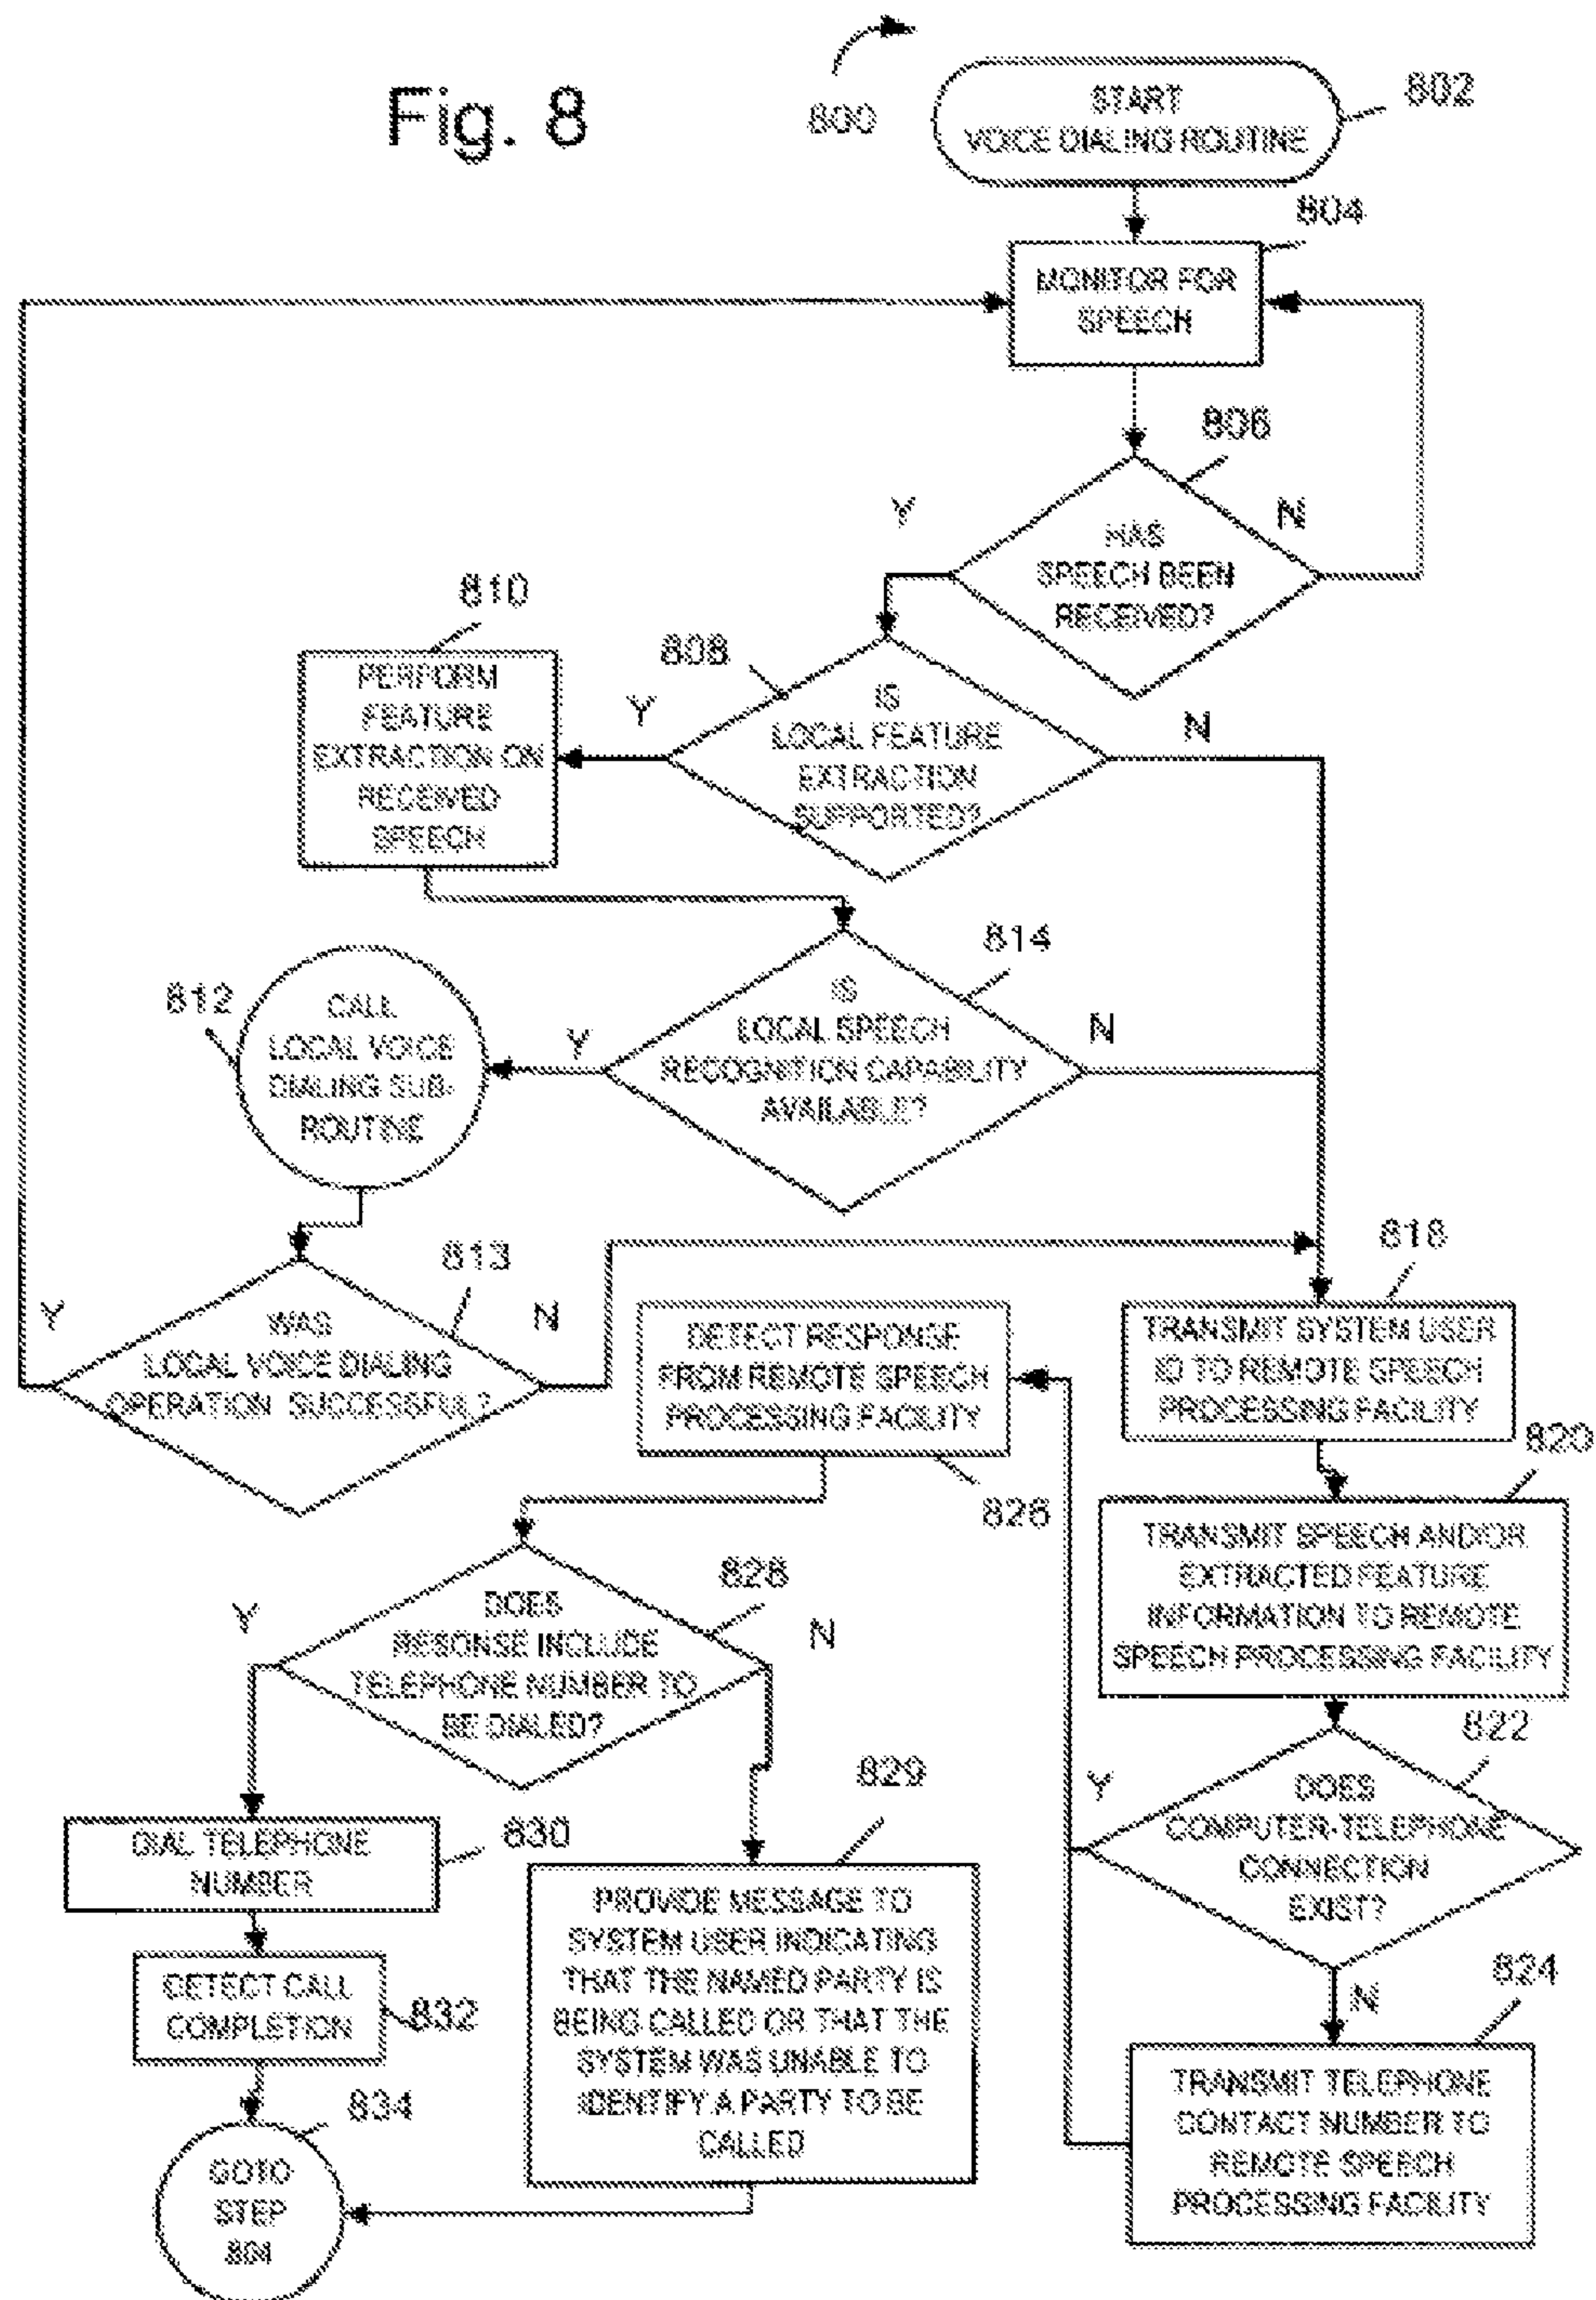 Fig. 8
800
START
VOICE DIALING ROUTINE
802
804
MONITOR FOR
SPEECH
806
Y
N
HAS
SPEECH BEEN
RECEIVED?
810
PERFORM
FEATURE
EXTRACTION ON
RECEIVED
SPEECH
808
Y
N
IS
LOCAL FEATURE
EXTRACTION
SUPPORTED?
814
IS
LOCAL SPEECH
RECOGNITION CAPABILITY
AVAILABLE?
Y
N
812
CALL
LOCAL VOICE
DIALING SUB-
ROUTINE
813
Y
N
WAS
LOCAL VOICE DIALING
OPERATION SUCCESSFUL?
818
TRANSMIT SYSTEM USER
ID TO REMOTE SPEECH
PROCESSING FACILITY
DETECT RESPONSE
FROM REMOTE SPEECH
PROCESSING FACILITY
826
820
TRANSMIT SPEECH AND/OR
EXTRACTED FEATURE
INFORMATION TO REMOTE
SPEECH PROCESSING FACILITY
828
Y
N
DOES
RESONSE INCLUDE
TELEPHONE NUMBER TO
BE DIALED?
822
Y
DOES
COMPUTER-TELEPHONE
CONNECTION
EXIST?
N
830
DIAL TELEPHONE
NUMBER
829
PROVIDE MESSAGE TO
SYSTEM USER INDICATING
THAT THE NAMED PARTY IS
BEING CALLED OR THAT THE
SYSTEM WAS UNABLE TO
IDENTIFY A PARTY TO BE
CALLED
DETECT CALL
COMPLETION
832
824
TRANSMIT TELEPHONE
CONTACT NUMBER TO
REMOTE SPEECH
PROCESSING FACILITY
834
GOTO
STEP
804